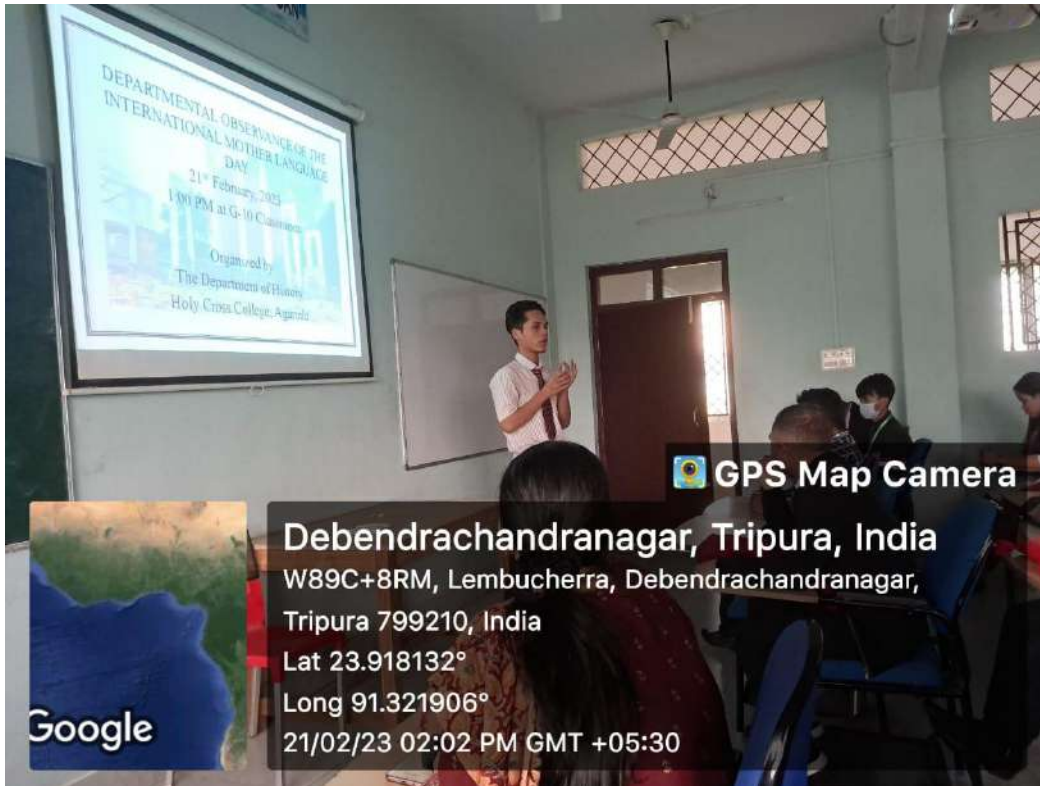 DEPARTMENTAL OBSERVANCE OF THE
INTERNATIONAL MOTHER LANGUAGE
DAY
21st February, 2023
1:00 PM at G-10 Classroom
Organized by
The Department of Honors
Holy Cross College, Agartala
GPS Map Camera
Debendrachandranagar, Tripura, India
W89C+8RM, Lembucherra, Debendrachandranagar,
Tripura 799210, India
Lat 23.918132°
Long 91.321906°
21/02/23 02:02 PM GMT +05:30
Google